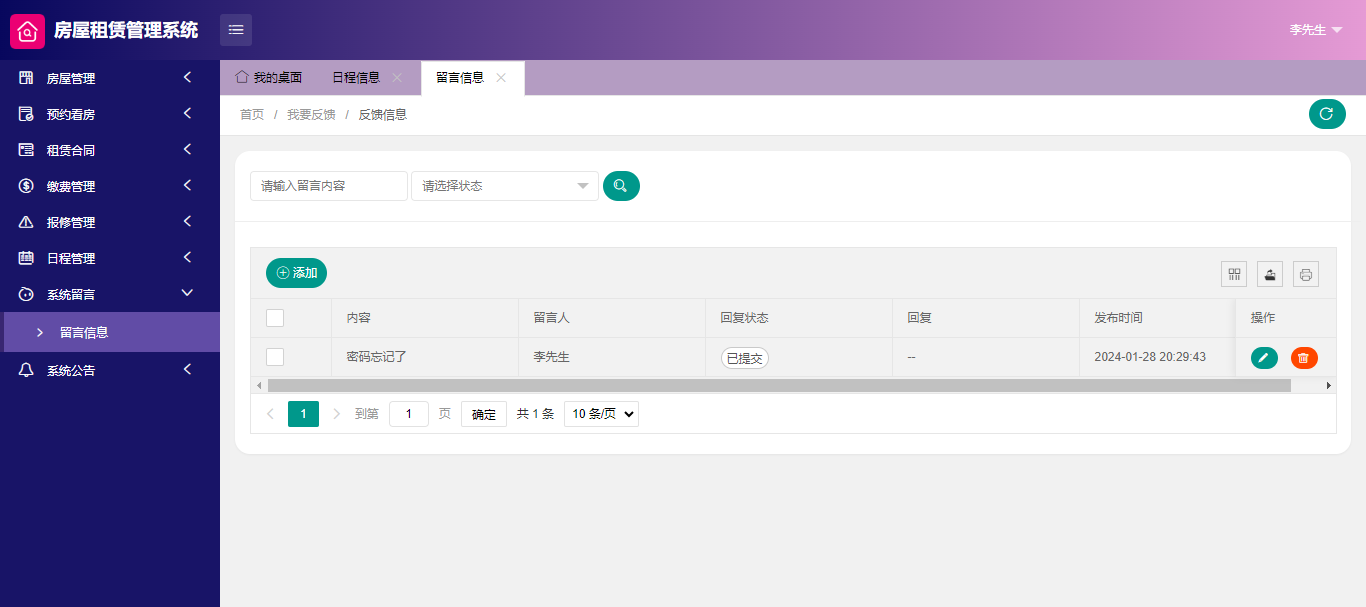 房屋租赁管理系统
李先生
房屋管理
预约看房
租赁合同
缴费管理
报修管理
日程管理
系统留言
留言信息
系统公告
我的桌面 日程信息 留言信息
首页 / 我要反馈 / 反馈信息
请输入留言内容 请选择状态
添加
内容 留言人 回复状态 回复 发布时间 操作
密码忘记了 李先生 已提交 -- 2024-01-28 20:29:43
1 到第 1 页 确定 共 1 条 10 条/页